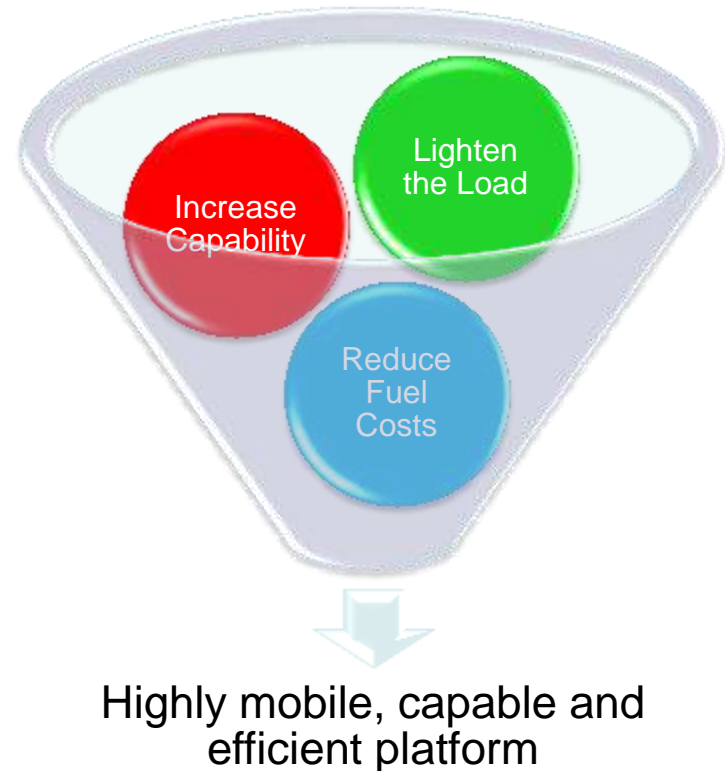 Lighten
the Load
Increase
Capability
Reduce
Fuel
Costs
Highly mobile, capable and
efficient platform